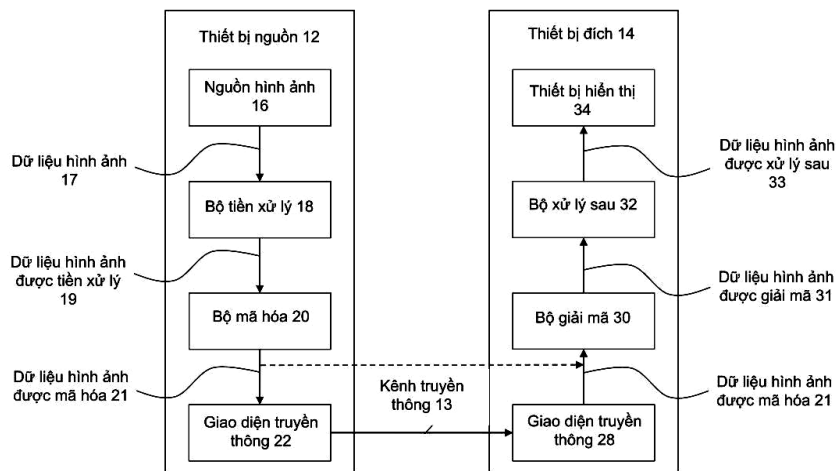 Thiết bị nguồn 12
Nguồn hình ảnh
16
Dữ liệu hình ảnh
17
Bộ tiền xử lý 18
Dữ liệu hình ảnh
được tiền xử lý
19
Bộ mã hóa 20
Dữ liệu hình ảnh
được mã hóa 21
Giao diện truyền
thông 22
Kênh truyền
thông 13
Thiết bị đích 14
Thiết bị hiển thị
34
Dữ liệu hình ảnh
được xử lý sau
33
Bộ xử lý sau 32
Dữ liệu hình ảnh
được giải mã 31
Bộ giải mã 30
Dữ liệu hình ảnh
được mã hóa 21
Giao diện truyền
thông 28